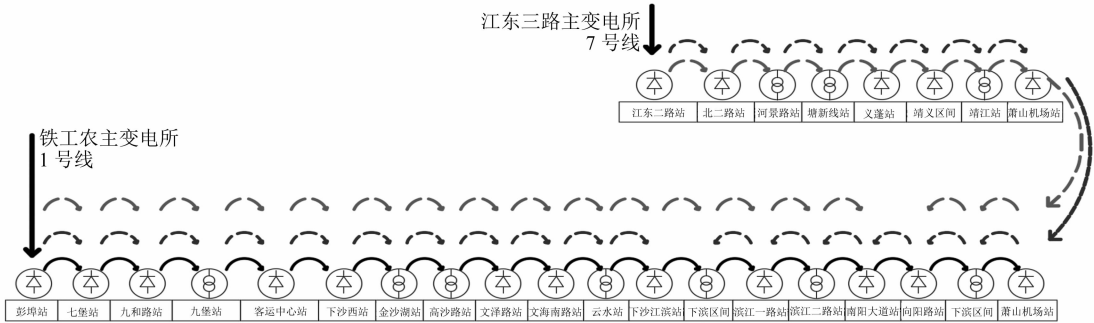 江东三路主变电所
7 号线
江东二路站 北二路站 河景路站 塘新线站 义蓬站 靖义区间 靖江站 萧山机场站
铁工农主变电所
1 号线
彭埠站 七堡站 九和路站 九堡站 客运中心站 下沙西站 金沙湖站 高沙路站 文泽路站 文海南路站 云水站 下沙江滨站 下滨区间 滨江一路站 滨江二路站 南阳大道站 向阳路站 下滨区间 萧山机场站